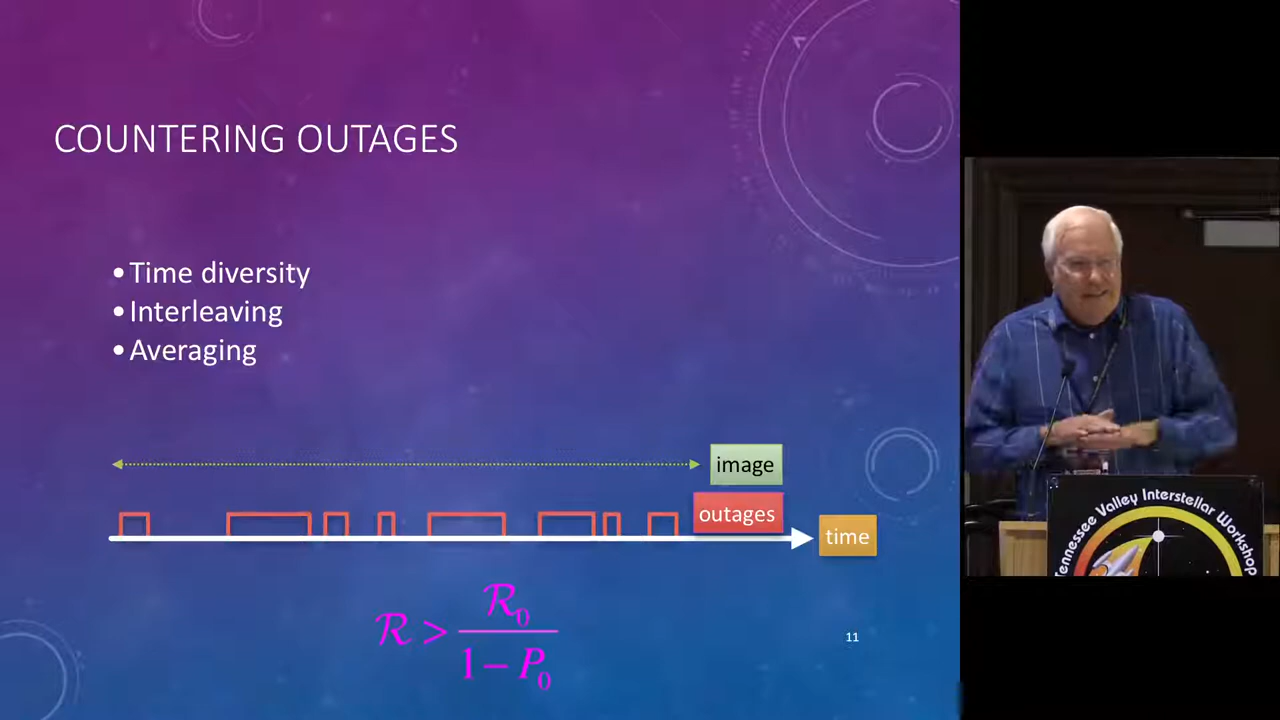 COUNTERING OUTAGES
•Time diversity
•Interleaving
•Averaging
image
outages
time
ℛ > ℛ₀ / (1 − P₀)
11
Tennessee Valley Interstellar Workshop